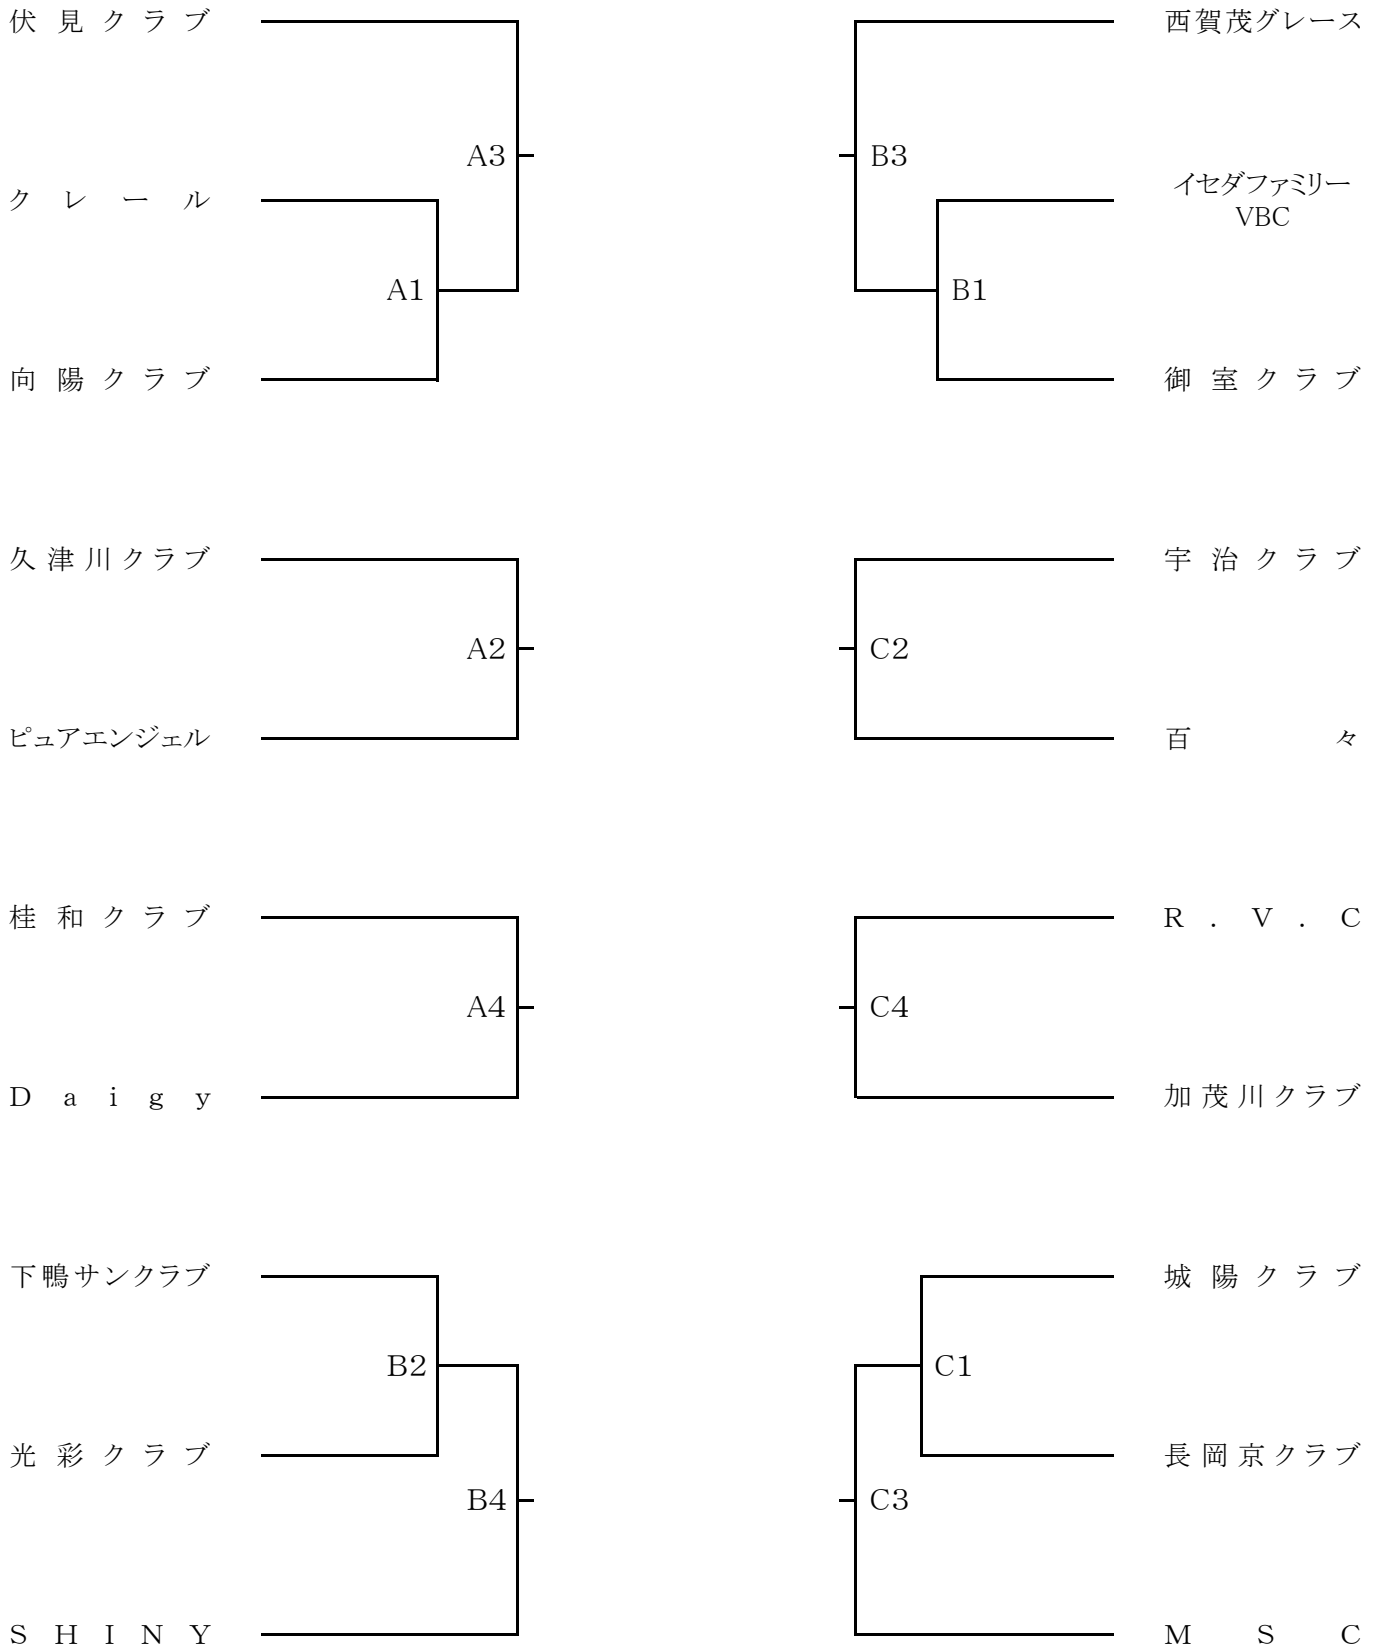 伏見クラブ
西賀茂グレース
A3
B3
クレール
イセダファミリー
VBC
A1
B1
向陽クラブ
御室クラブ
久津川クラブ
宇治クラブ
A2
C2
ピュアエンジェル
百々
桂和クラブ
R.V.C
A4
C4
Daigy
加茂川クラブ
下鴨サンクラブ
城陽クラブ
B2
C1
光彩クラブ
長岡京クラブ
B4
C3
SHINY
MSC